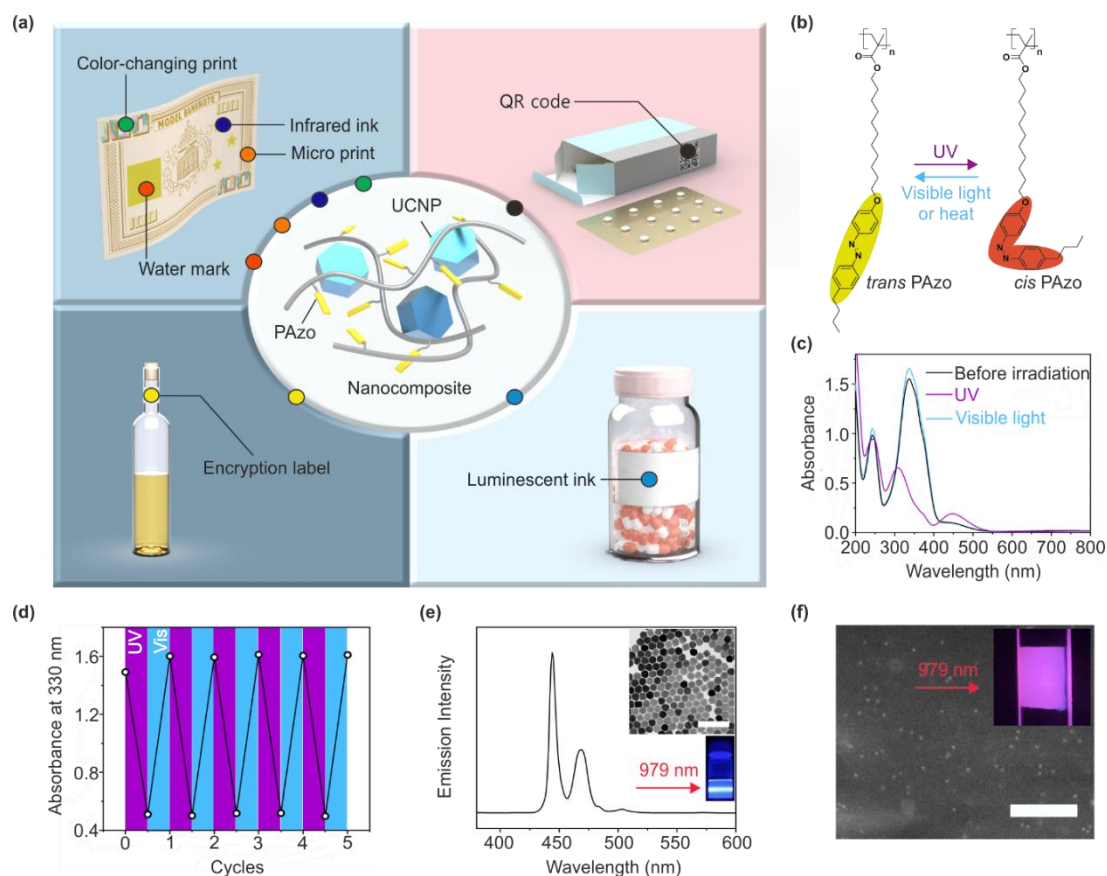 (a)
Color-changing print
MODEL BANKNOTE
Infrared ink
Micro print
Water mark
QR code
UCNP
PAzo
Nanocomposite
Encryption label
Luminescent ink
(b)
n
n
O
O
O
O
UV
Visible light
or heat
O
O
N
N
N
N
trans PAzo
cis PAzo
(c)
Before irradiation
UV
Visible light
Absorbance
1.5
1.0
0.5
0.0
200 300 400 500 600 700 800
Wavelength (nm)
(d)
UV
Vis
Absorbance at 330 nm
1.6
1.2
0.8
0.4
0 1 2 3 4 5
Cycles
(e)
Emission Intensity
979 nm
400 450 500 550 600
Wavelength (nm)
(f)
979 nm